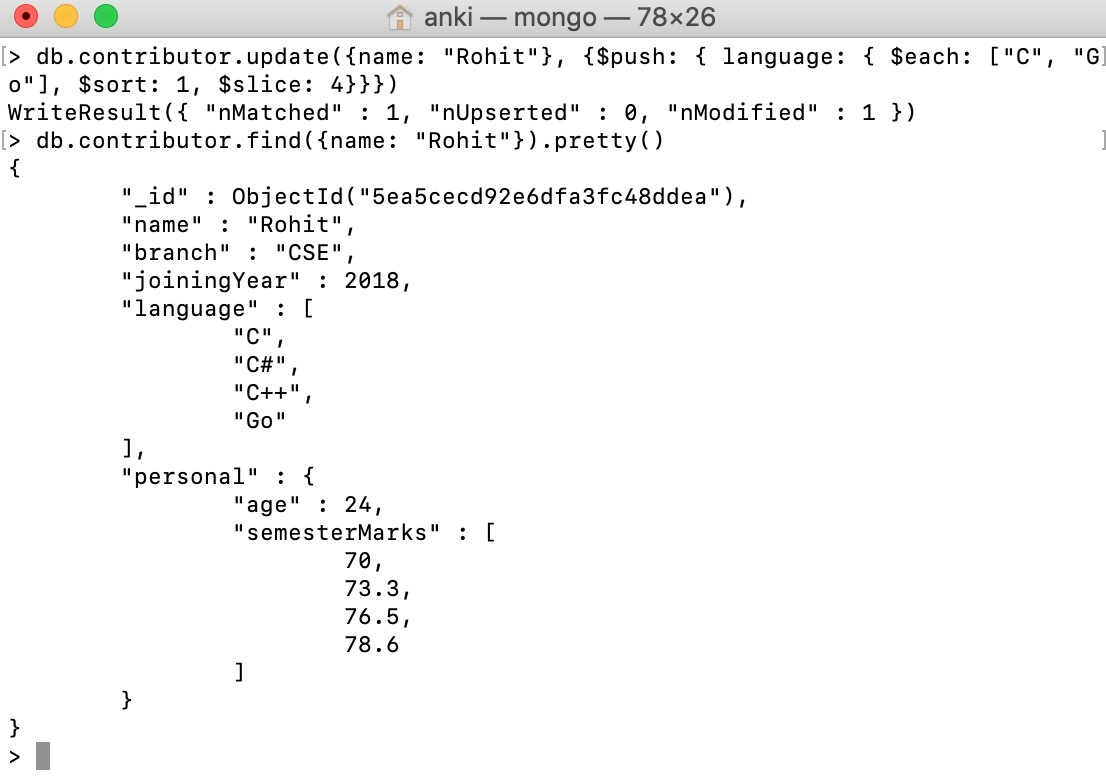 anki — mongo — 78×26
[> db.contributor.update({name: "Rohit"}, {$push: { language: { $each: ["C", "G]
o"], $sort: 1, $slice: 4}}})
WriteResult({ "nMatched" : 1, "nUpserted" : 0, "nModified" : 1 })
[> db.contributor.find({name: "Rohit"}).pretty() ]
{
        "_id" : ObjectId("5ea5cecd92e6dfa3fc48ddea"),
        "name" : "Rohit",
        "branch" : "CSE",
        "joiningYear" : 2018,
        "language" : [
                "C",
                "C#",
                "C++",
                "Go"
        ],
        "personal" : {
                "age" : 24,
                "semesterMarks" : [
                        70,
                        73.3,
                        76.5,
                        78.6
                ]
        }
}
>